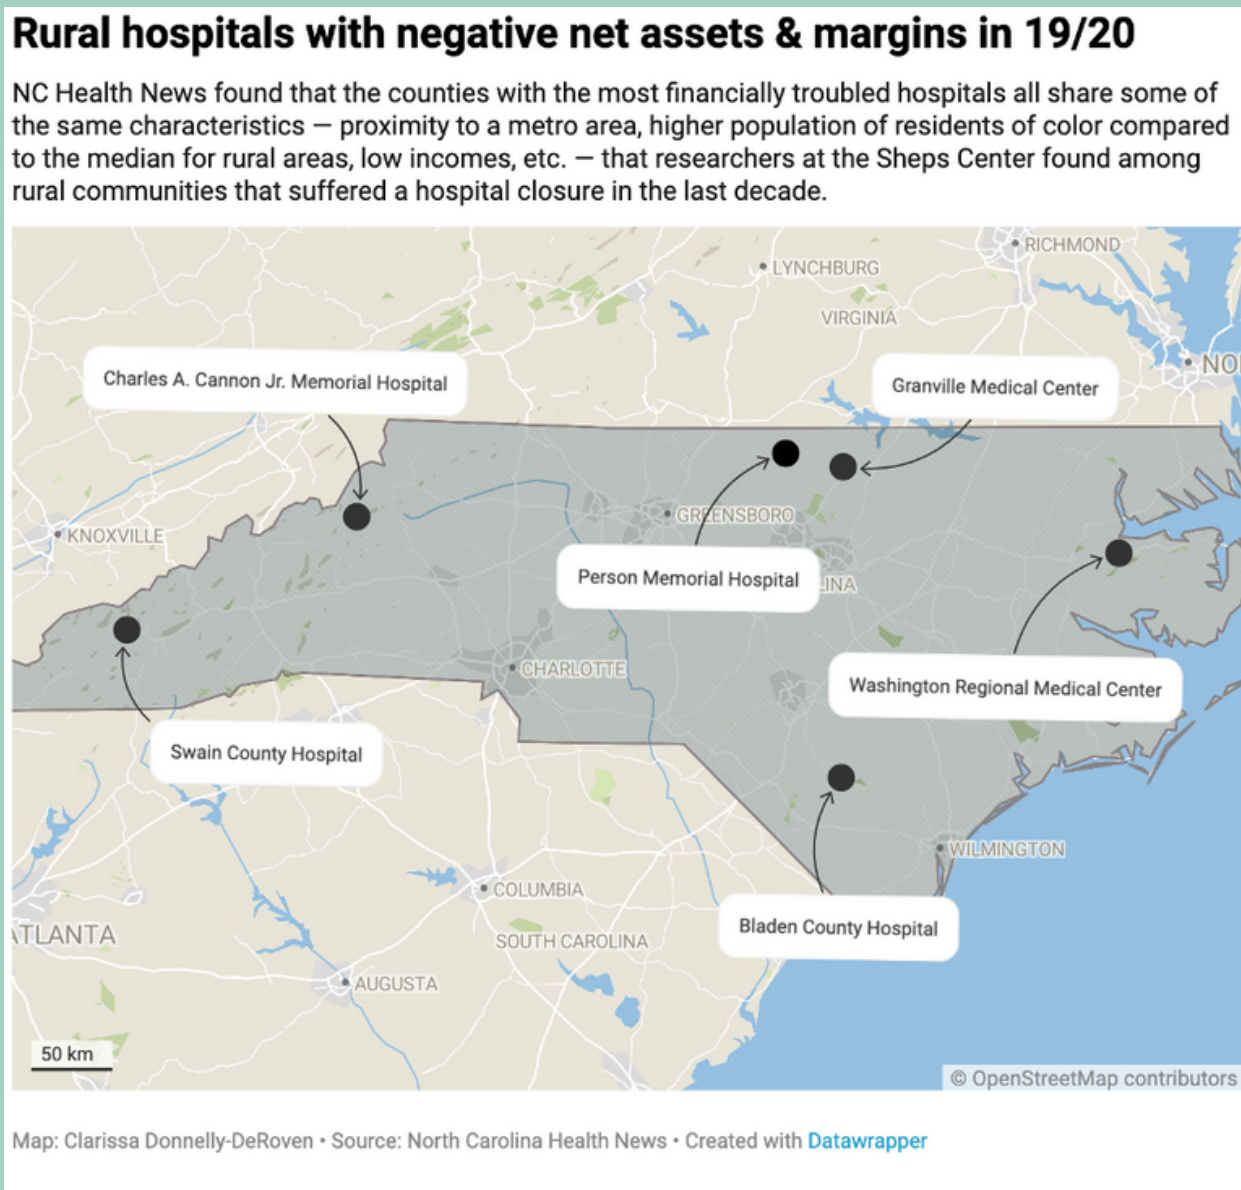 Rural hospitals with negative net assets & margins in 19/20
NC Health News found that the counties with the most financially troubled hospitals all share some of
the same characteristics — proximity to a metro area, higher population of residents of color compared
to the median for rural areas, low incomes, etc. — that researchers at the Sheps Center found among
rural communities that suffered a hospital closure in the last decade.
RICHMOND
LYNCHBURG
VIRGINIA
NO
Charles A. Cannon Jr. Memorial Hospital
Granville Medical Center
KNOXVILLE
GREENSBORO
Person Memorial Hospital
LINA
CHARLOTTE
Washington Regional Medical Center
Swain County Hospital
WILMINGTON
COLUMBIA
Bladen County Hospital
ATLANTA
SOUTH CAROLINA
AUGUSTA
50 km
© OpenStreetMap contributors
Map: Clarissa Donnelly-DeRoven • Source: North Carolina Health News • Created with Datawrapper